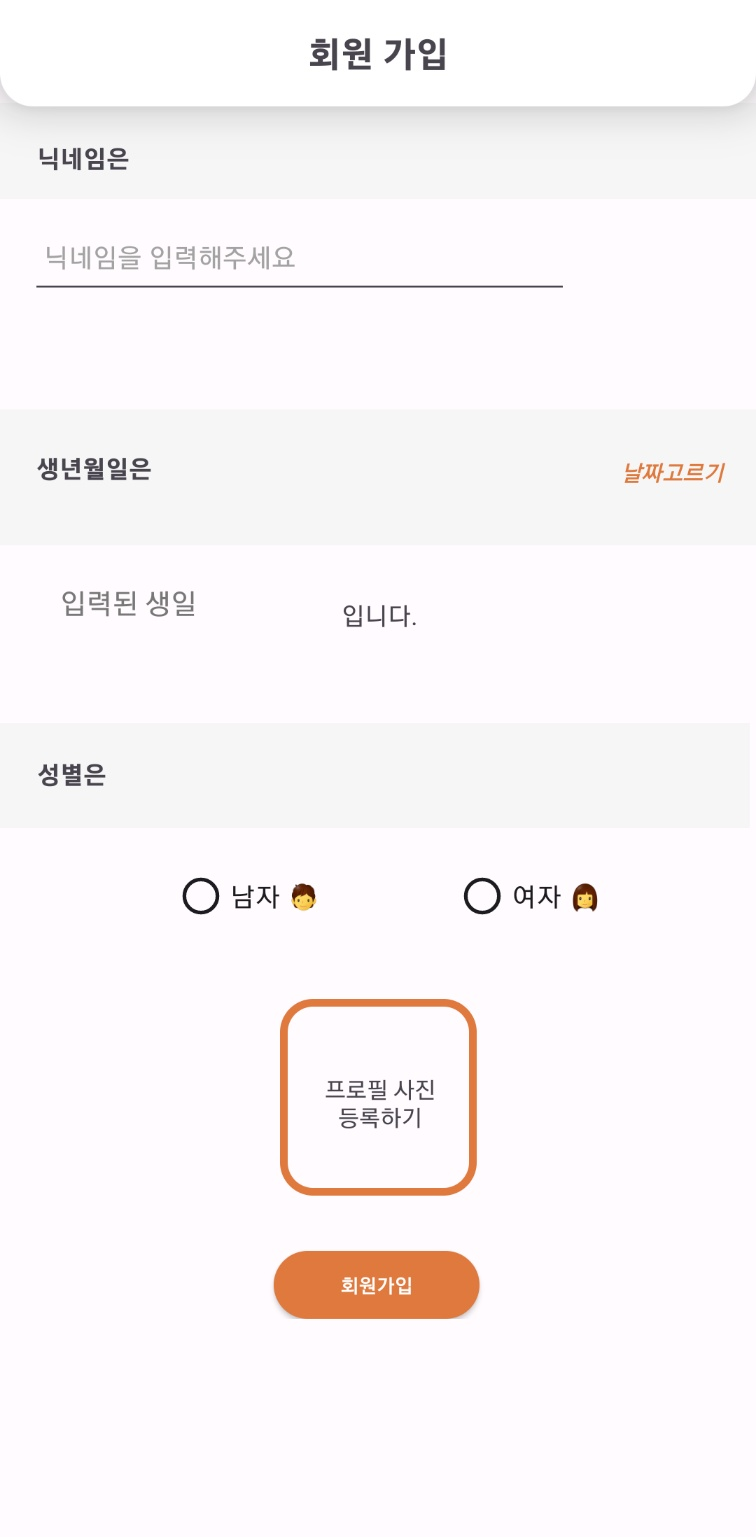 회원 가입
닉네임은
닉네임을 입력해주세요
생년월일은
날짜고르기
입력된 생일
입니다.
성별은
남자 🧑 여자 👩
프로필 사진
등록하기
회원가입